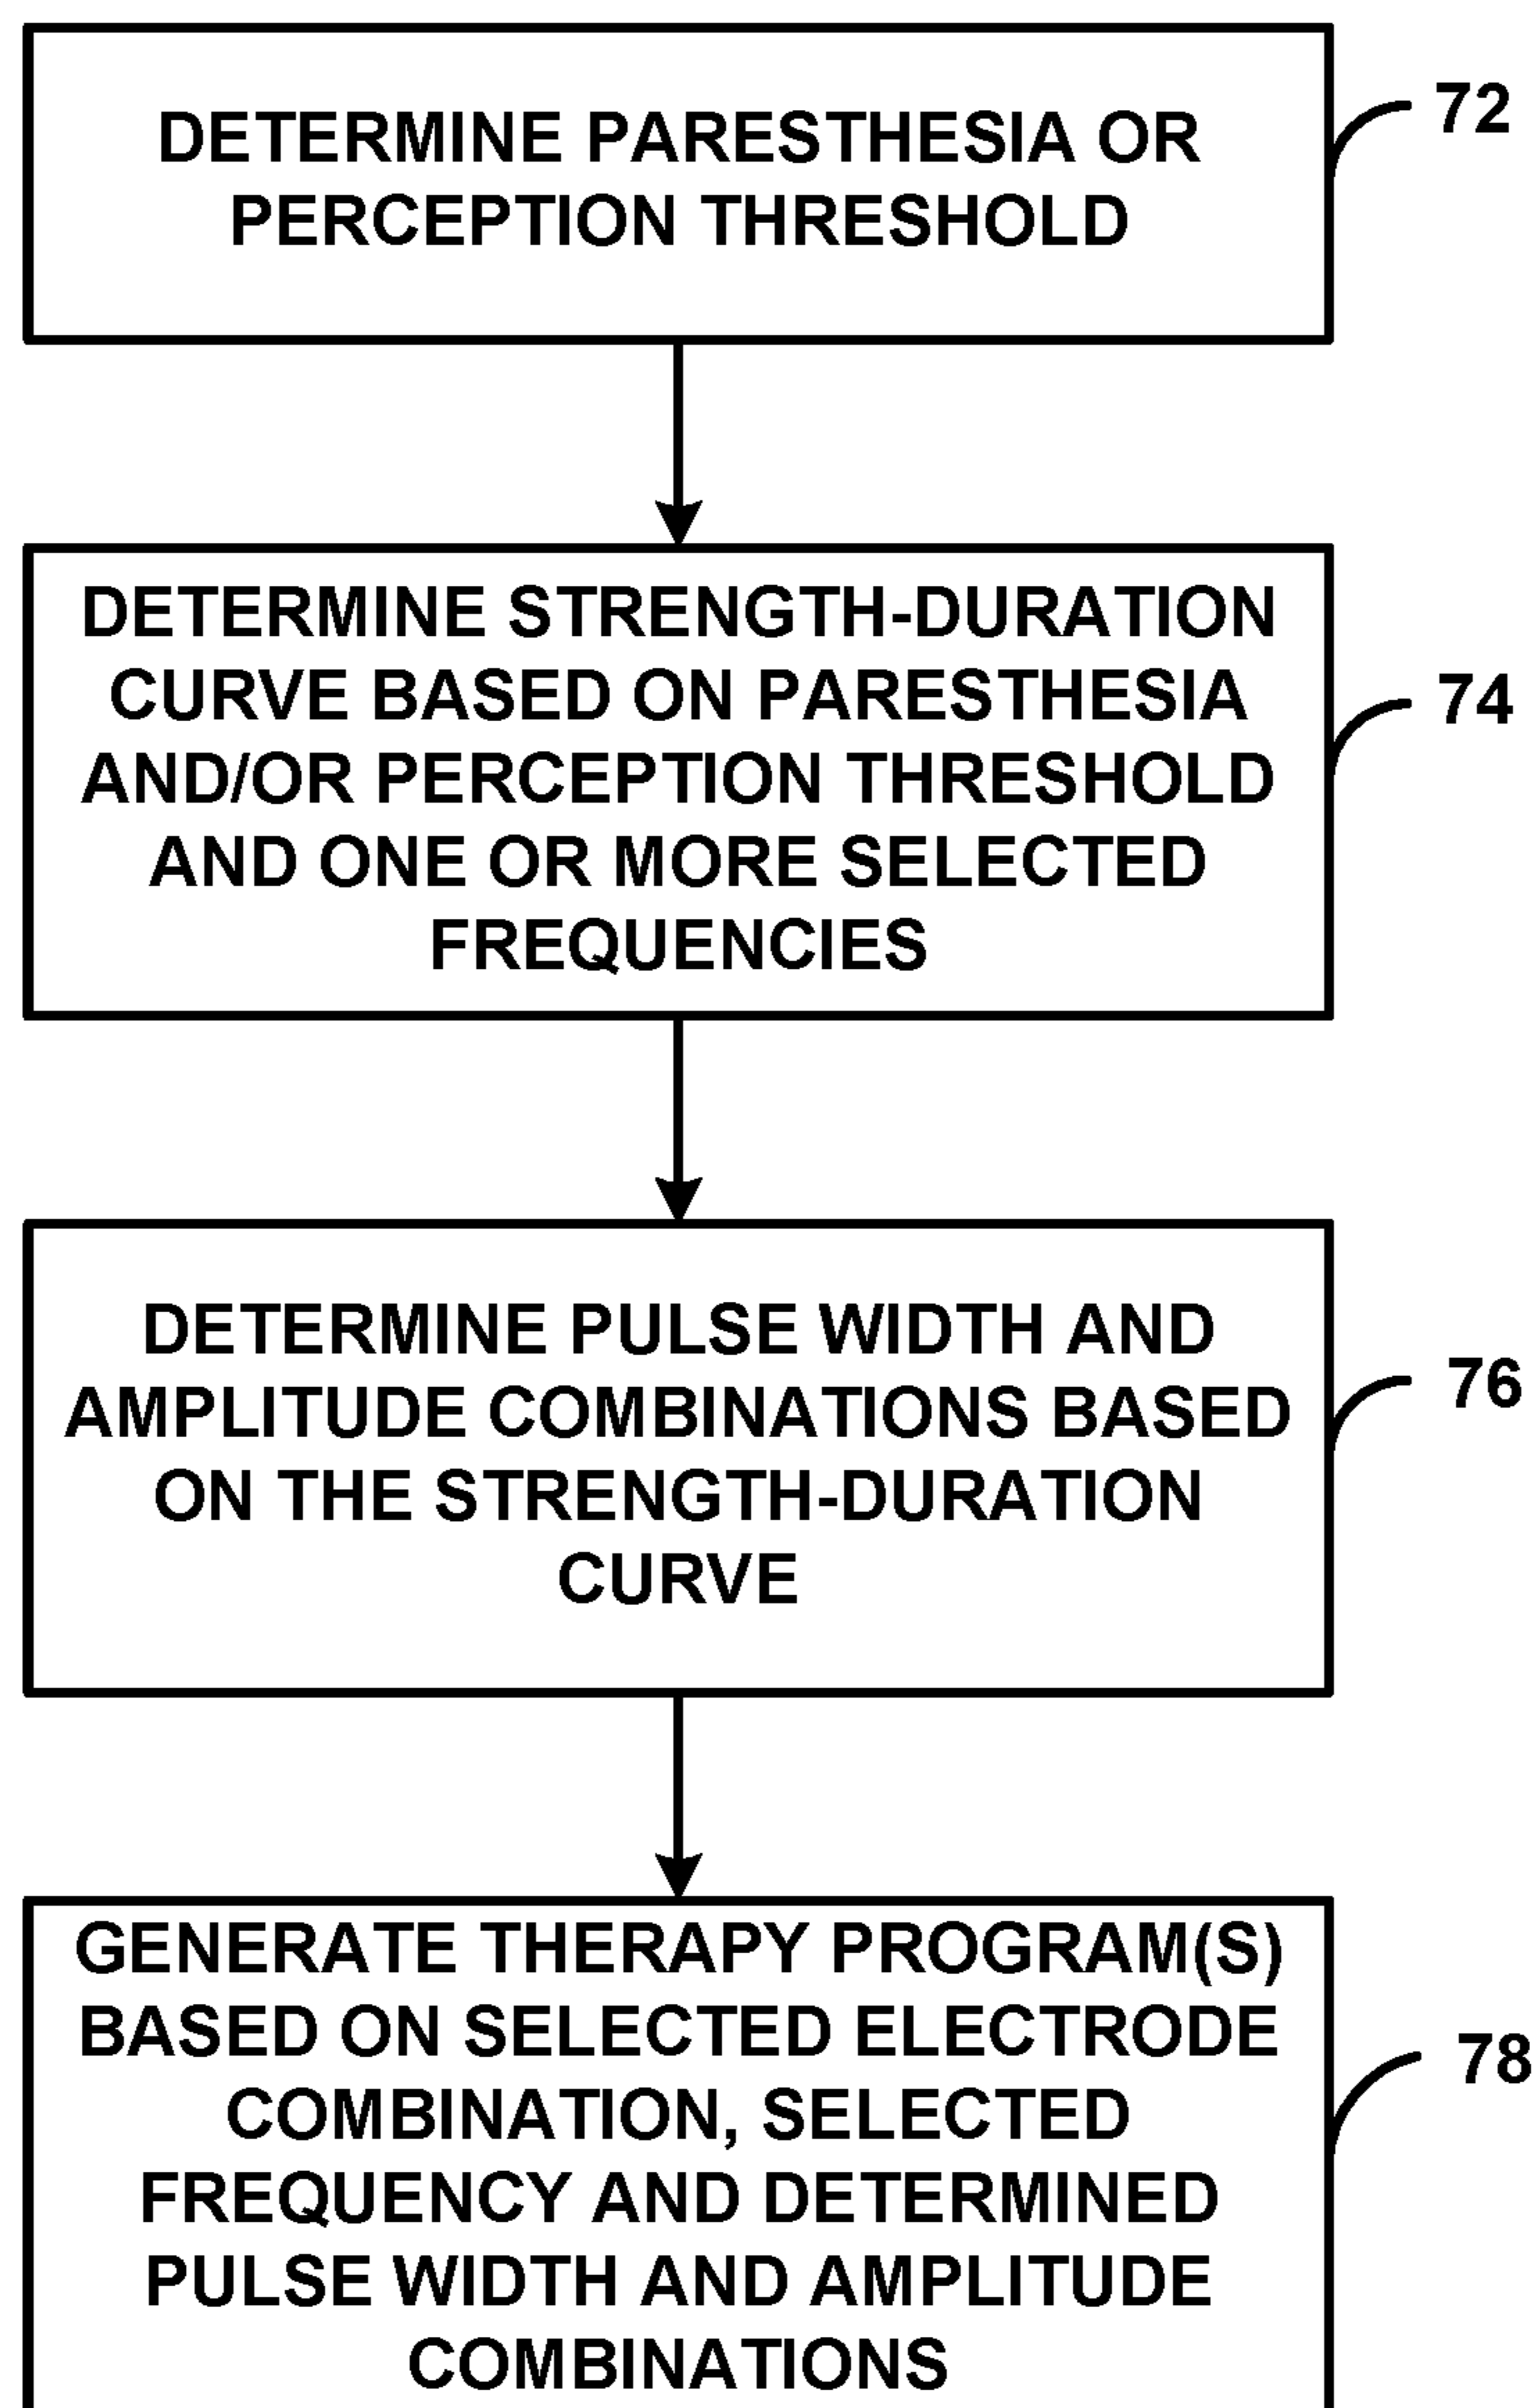 DETERMINE PARESTHESIA OR
PERCEPTION THRESHOLD
72
DETERMINE STRENGTH-DURATION
CURVE BASED ON PARESTHESIA
AND/OR PERCEPTION THRESHOLD
AND ONE OR MORE SELECTED
FREQUENCIES
74
DETERMINE PULSE WIDTH AND
AMPLITUDE COMBINATIONS BASED
ON THE STRENGTH-DURATION
CURVE
76
GENERATE THERAPY PROGRAM(S)
BASED ON SELECTED ELECTRODE
COMBINATION, SELECTED
FREQUENCY AND DETERMINED
PULSE WIDTH AND AMPLITUDE
COMBINATIONS
78